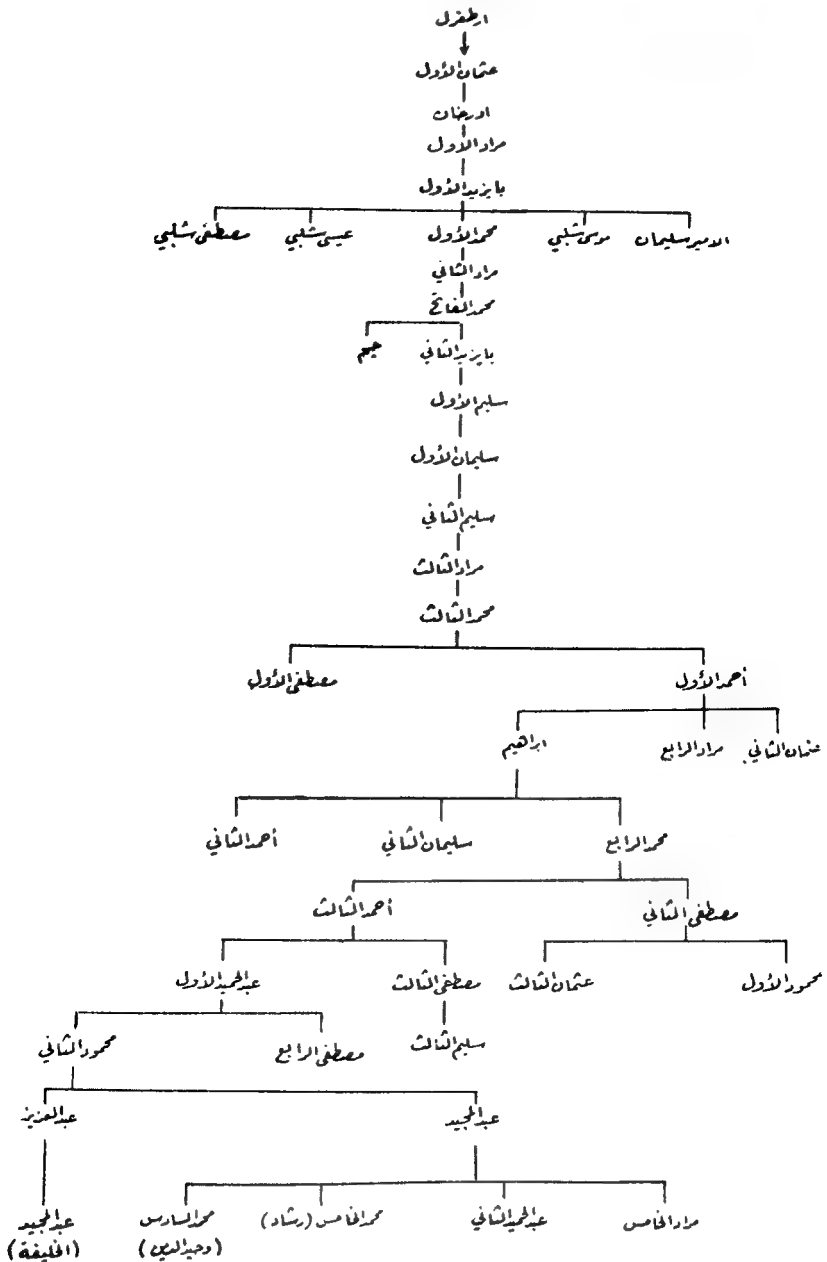 ارطغرل
عثمان الأول
اورخان
مراد الأول
بايزيد الأول
الامير سليمان موسى شلبي محمد الأول عيسى شلبي مصطفى شلبي
مراد الثاني
محمد الفاتح
بايزيد الثاني جم
سليم الأول
سليمان الأول
سليم الثاني
مراد الثالث
محمد الثالث
أحمد الأول مصطفى الأول
عثمان الثاني مراد الرابع ابراهيم
محمد الرابع سليمان الثاني أحمد الثاني
مصطفى الثاني أحمد الثالث
محمود الأول عثمان الثالث مصطفى الثالث عبد الحميد الأول
سليم الثالث مصطفى الرابع محمود الثاني
عبد المجيد عبد العزيز
مراد الخامس عبد الحميد الثاني محمد الخامس (رشاد) محمد السادس عبد المجيد
(وحيد الدين) (الخليفة)